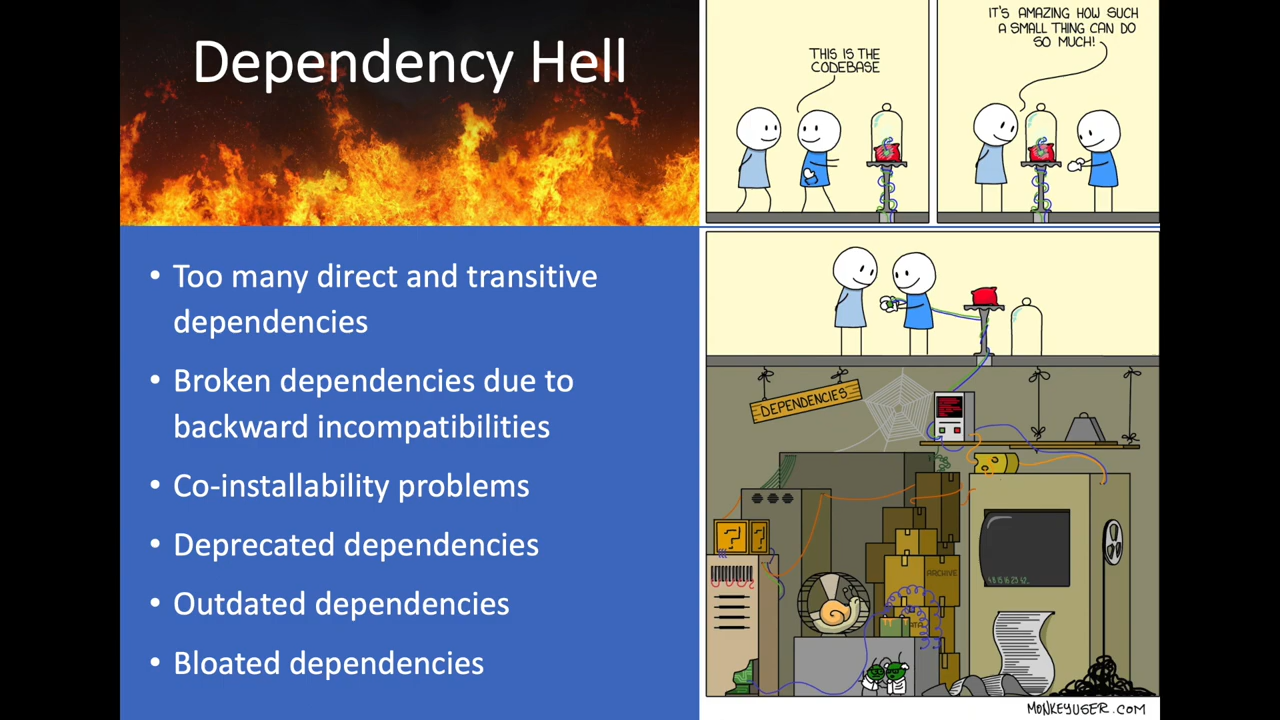 Dependency Hell
• Too many direct and transitive
dependencies
• Broken dependencies due to
backward incompatibilities
• Co-installability problems
• Deprecated dependencies
• Outdated dependencies
• Bloated dependencies
THIS IS THE
CODEBASE
IT'S AMAZING HOW SUCH
A SMALL THING CAN DO
SO MUCH!
DEPENDENCIES
? ?
ARCHIVE
MONKEYUSER.COM